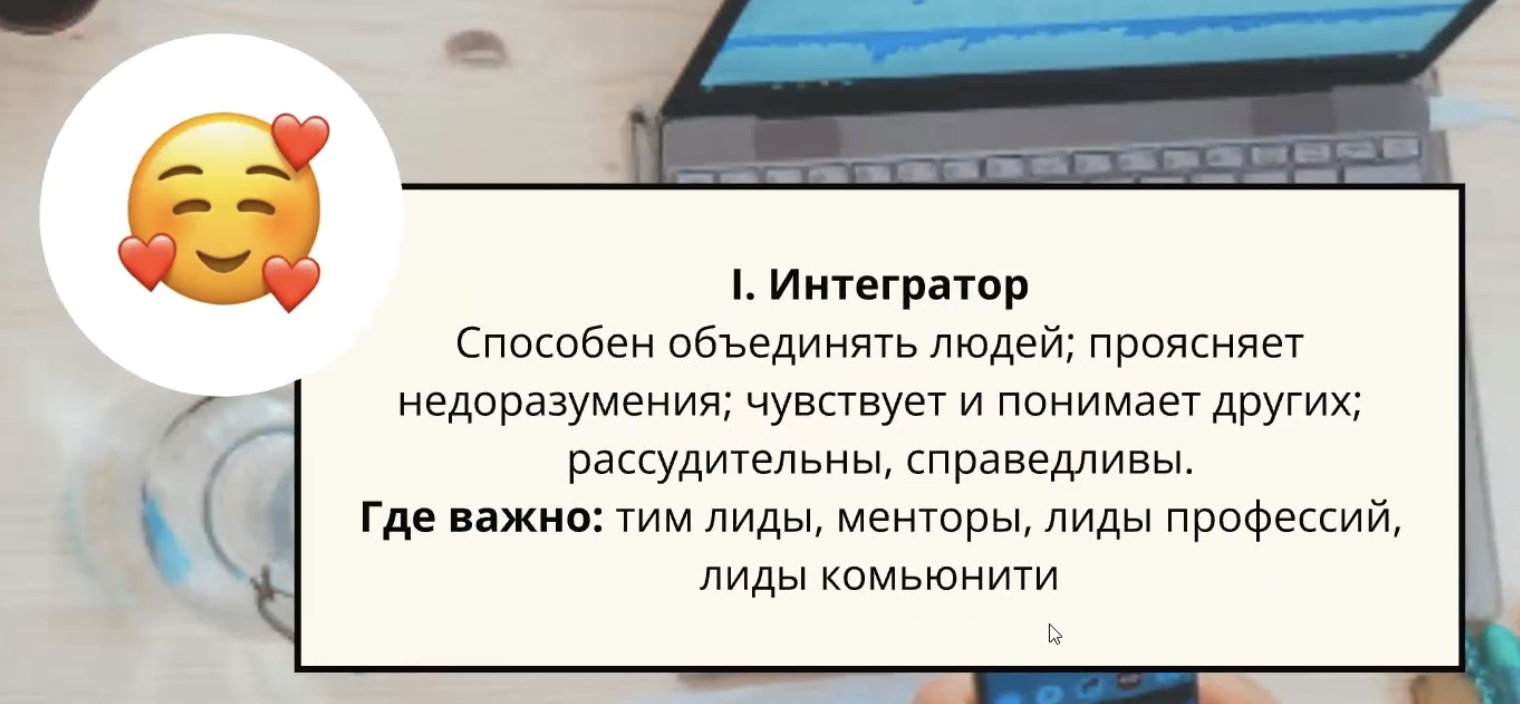 I. Интегратор
Способен объединять людей; проясняет
недоразумения; чувствует и понимает других;
рассудительны, справедливы.
Где важно: тим лиды, менторы, лиды профессий,
лиды комьюнити